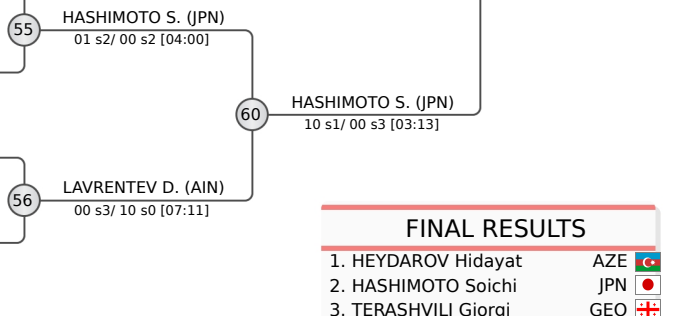 55
HASHIMOTO S. (JPN)
01 s2/ 00 s2 [04:00]
60
HASHIMOTO S. (JPN)
10 s1/ 00 s3 [03:13]
56
LAVRENTEV D. (AIN)
00 s3/ 10 s0 [07:11]
FINAL RESULTS
1. HEYDAROV Hidayat AZE
2. HASHIMOTO Soichi JPN
3. TERASHVILI Giorgi GEO